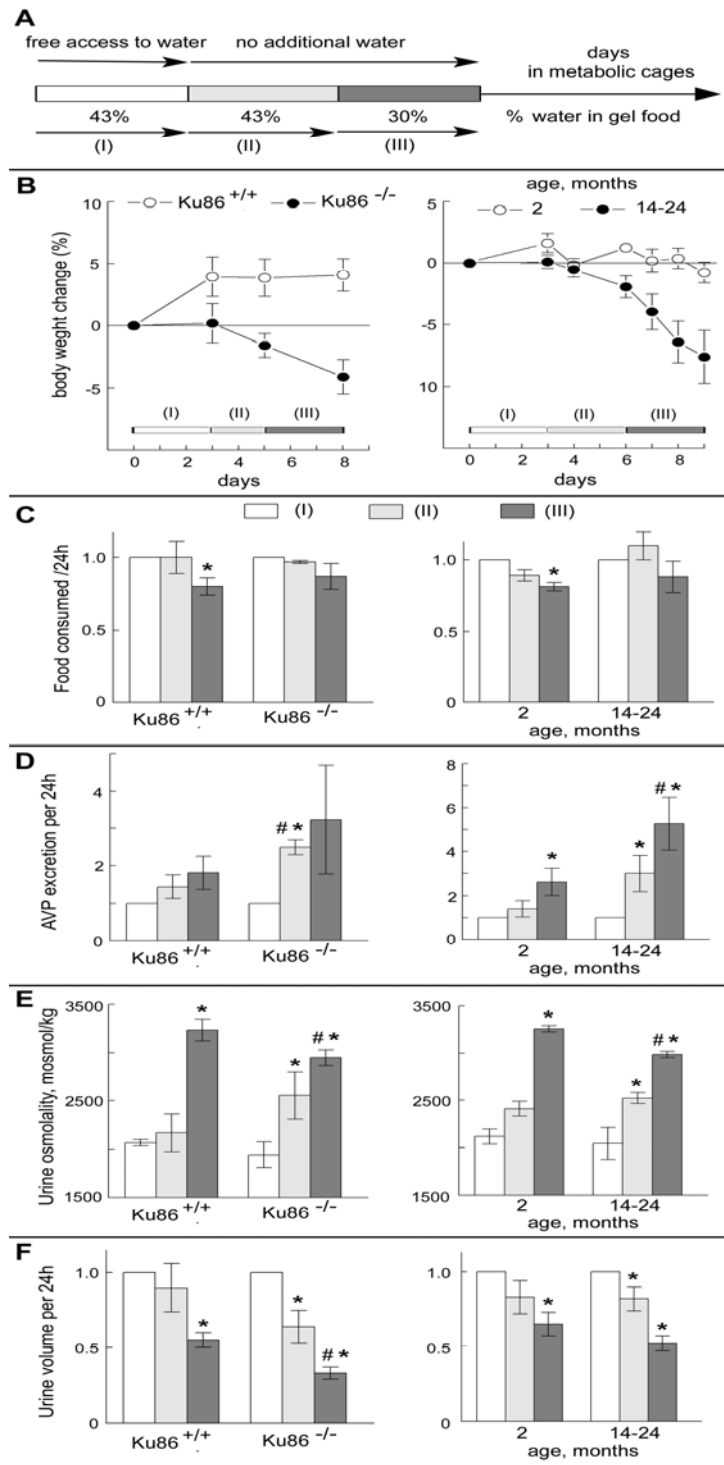 A
free access to water no additional water
days
in metabolic cages
43% 43% 30% % water in gel food
(I) (II) (III)
B
Ku86 +/+ Ku86 -/-
age, months
2 14-24
body weght change (%)
10
5
0
-5
(I) (II) (III)
0 2 4 6 8
days
5
0
-5
10
(I) (II) (III)
0 2 4 6 8
days
C
(I) (II) (III)
Food consumed /24h
1.0
0.5
0
Ku86 +/+ Ku86 -/-
*
1.0
0.5
0
*
2 14-24
age, months
D
AVP excretion per 24h
4
2
0
# *
Ku86 +/+ Ku86 -/-
8
6
4
2
0
* * # *
2 14-24
age, months
E
Urine osmolality, mosmol/kg
3500
2500
1500
* * # *
Ku86 +/+ Ku86 -/-
3500
2500
1500
* * # *
2 14-24
age, months
F
Urine volume per 24h
1.0
0.5
0
* * # *
Ku86 +/+ Ku86 -/-
1.0
0.5
0
* * *
2 14-24
age, months